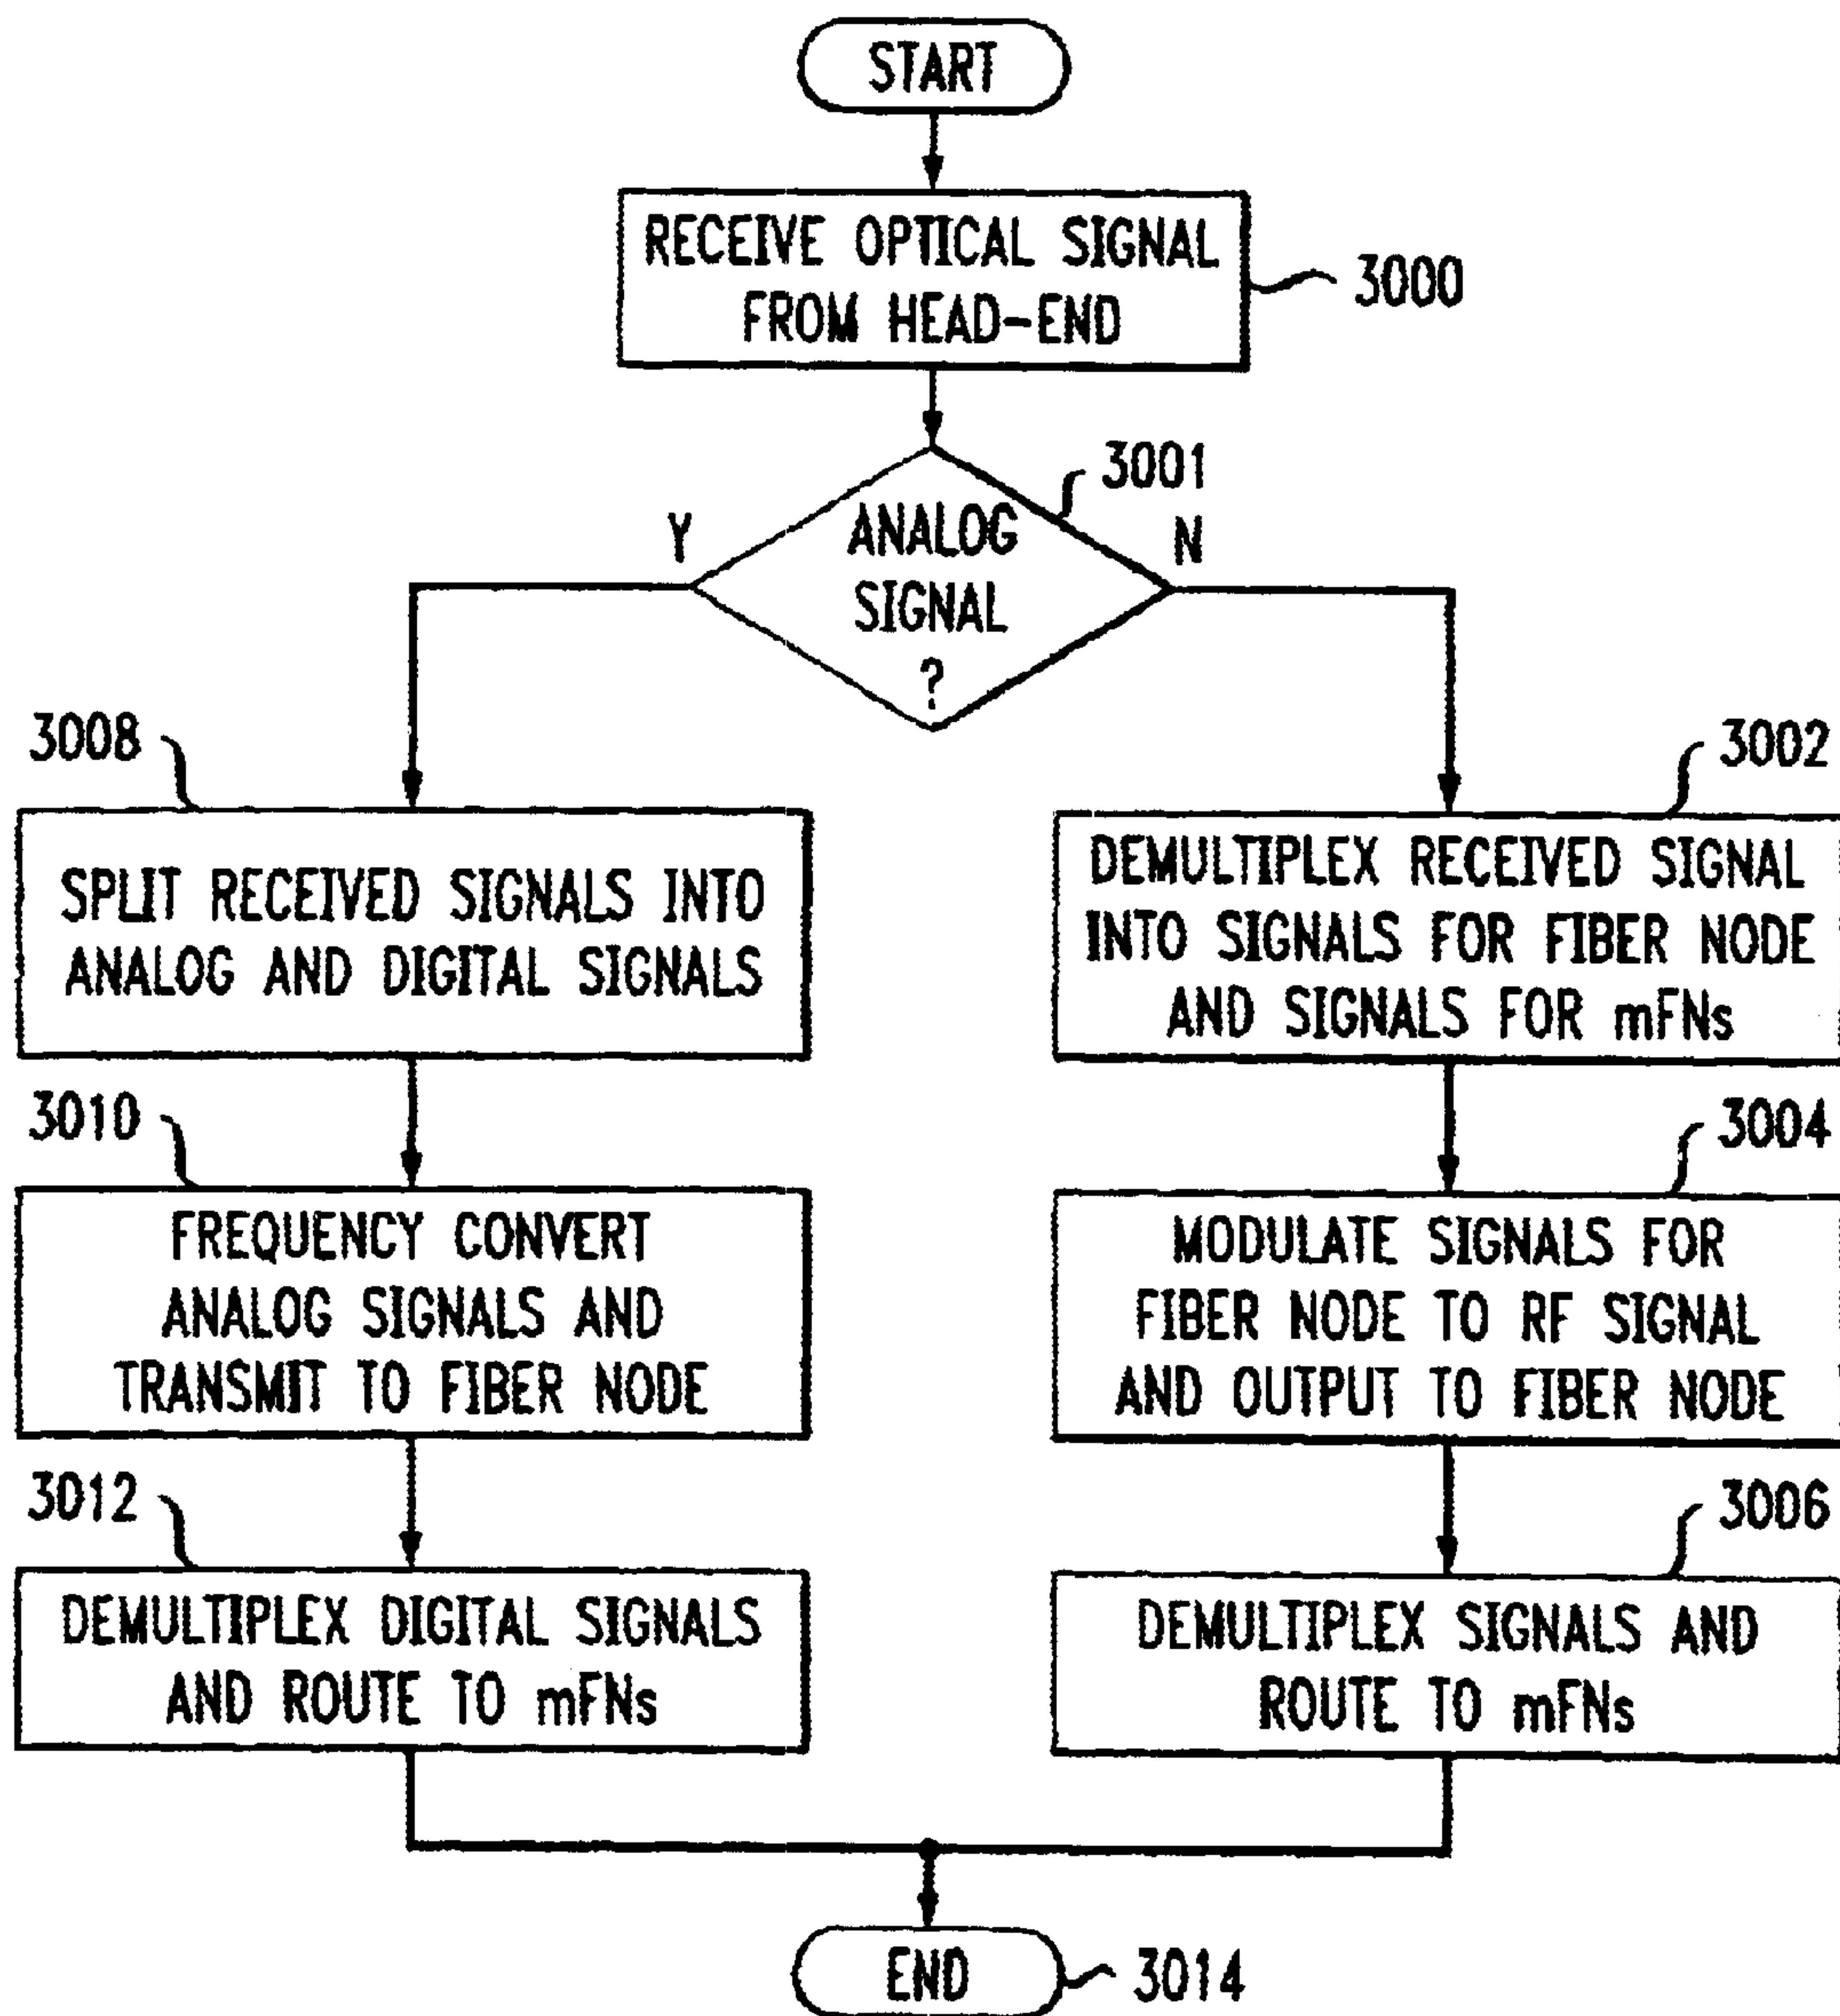 START
RECEIVE OPTICAL SIGNAL
FROM HEAD-END
3000
3001
Y
ANALOG
SIGNAL
?
N
3008
SPLIT RECEIVED SIGNALS INTO
ANALOG AND DIGITAL SIGNALS
3002
DEMULTIPLEX RECEIVED SIGNAL
INTO SIGNALS FOR FIBER NODE
AND SIGNALS FOR mFNs
3010
FREQUENCY CONVERT
ANALOG SIGNALS AND
TRANSMIT TO FIBER NODE
3004
MODULATE SIGNALS FOR
FIBER NODE TO RF SIGNAL
AND OUTPUT TO FIBER NODE
3012
DEMULTIPLEX DIGITAL SIGNALS
AND ROUTE TO mFNs
3006
DEMULTIPLEX SIGNALS AND
ROUTE TO mFNs
END
3014